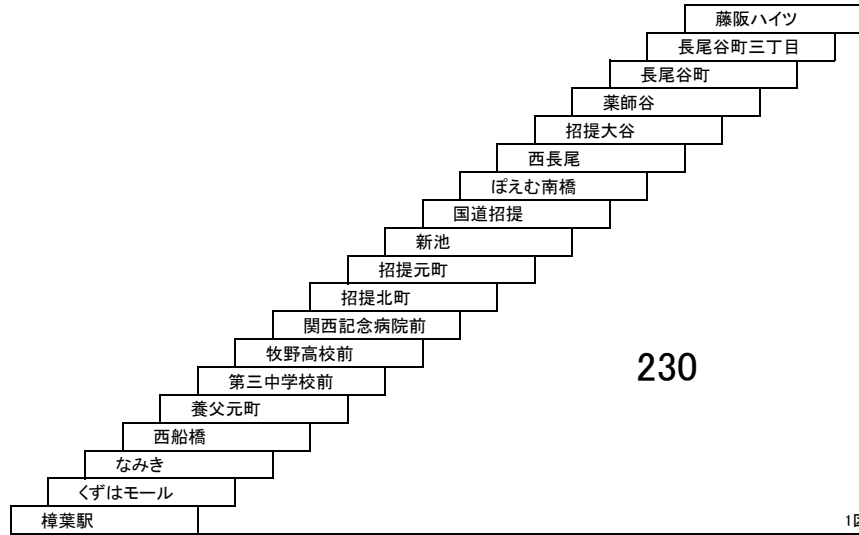 藤阪ハイツ
長尾谷町三丁目
長尾谷町
薬師谷
招提大谷
西長尾
ぽえむ南橋
国道招提
新池
招提元町
招提北町
関西記念病院前
牧野高校前
230
第三中学校前
養父元町
西船橋
なみき
くずはモール
樟葉駅
1区